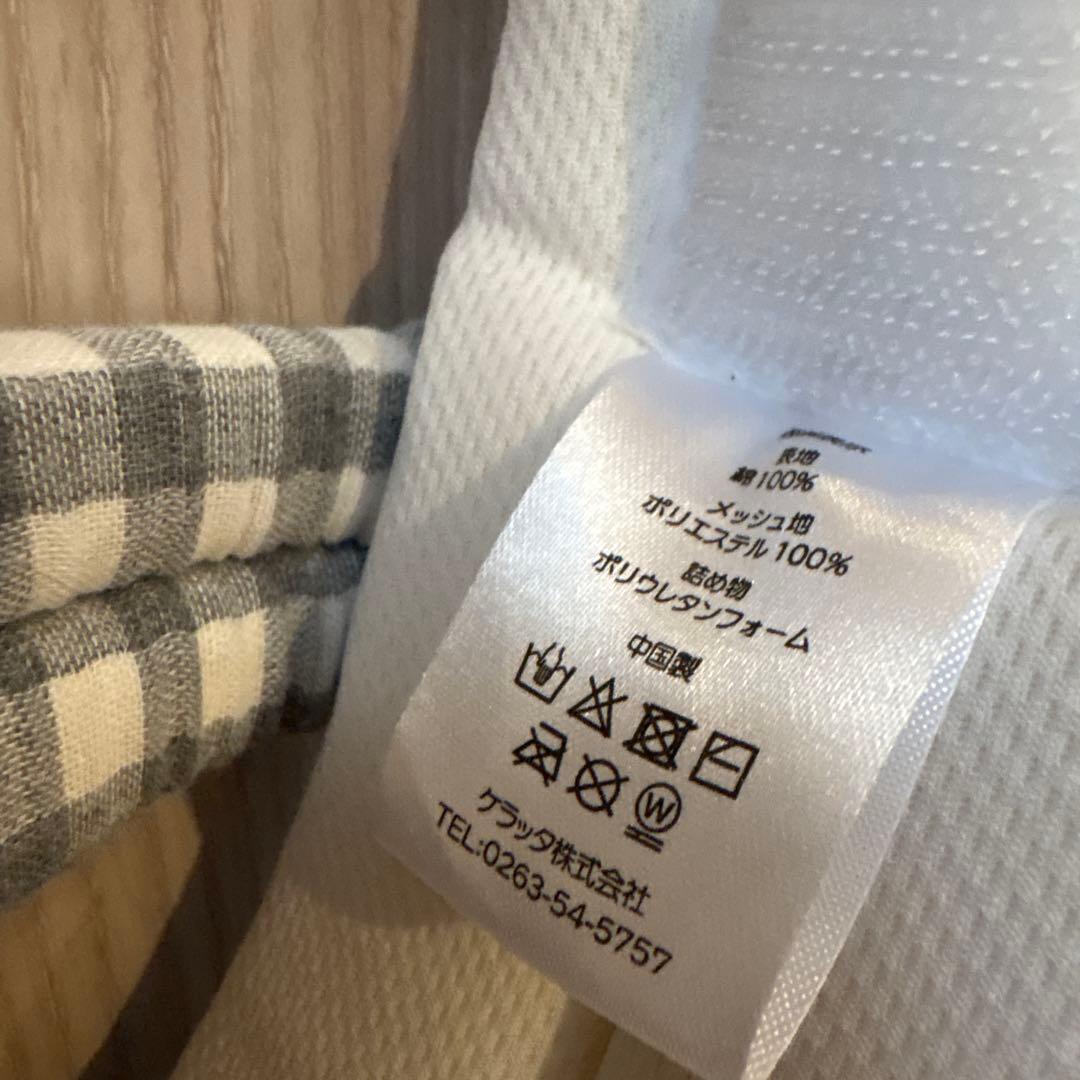 表地
綿100%
メッシュ地
ポリエステル100%
詰め物
ポリウレタンフォーム
中国製
W
ケラッタ株式会社
TEL:0263-54-5757